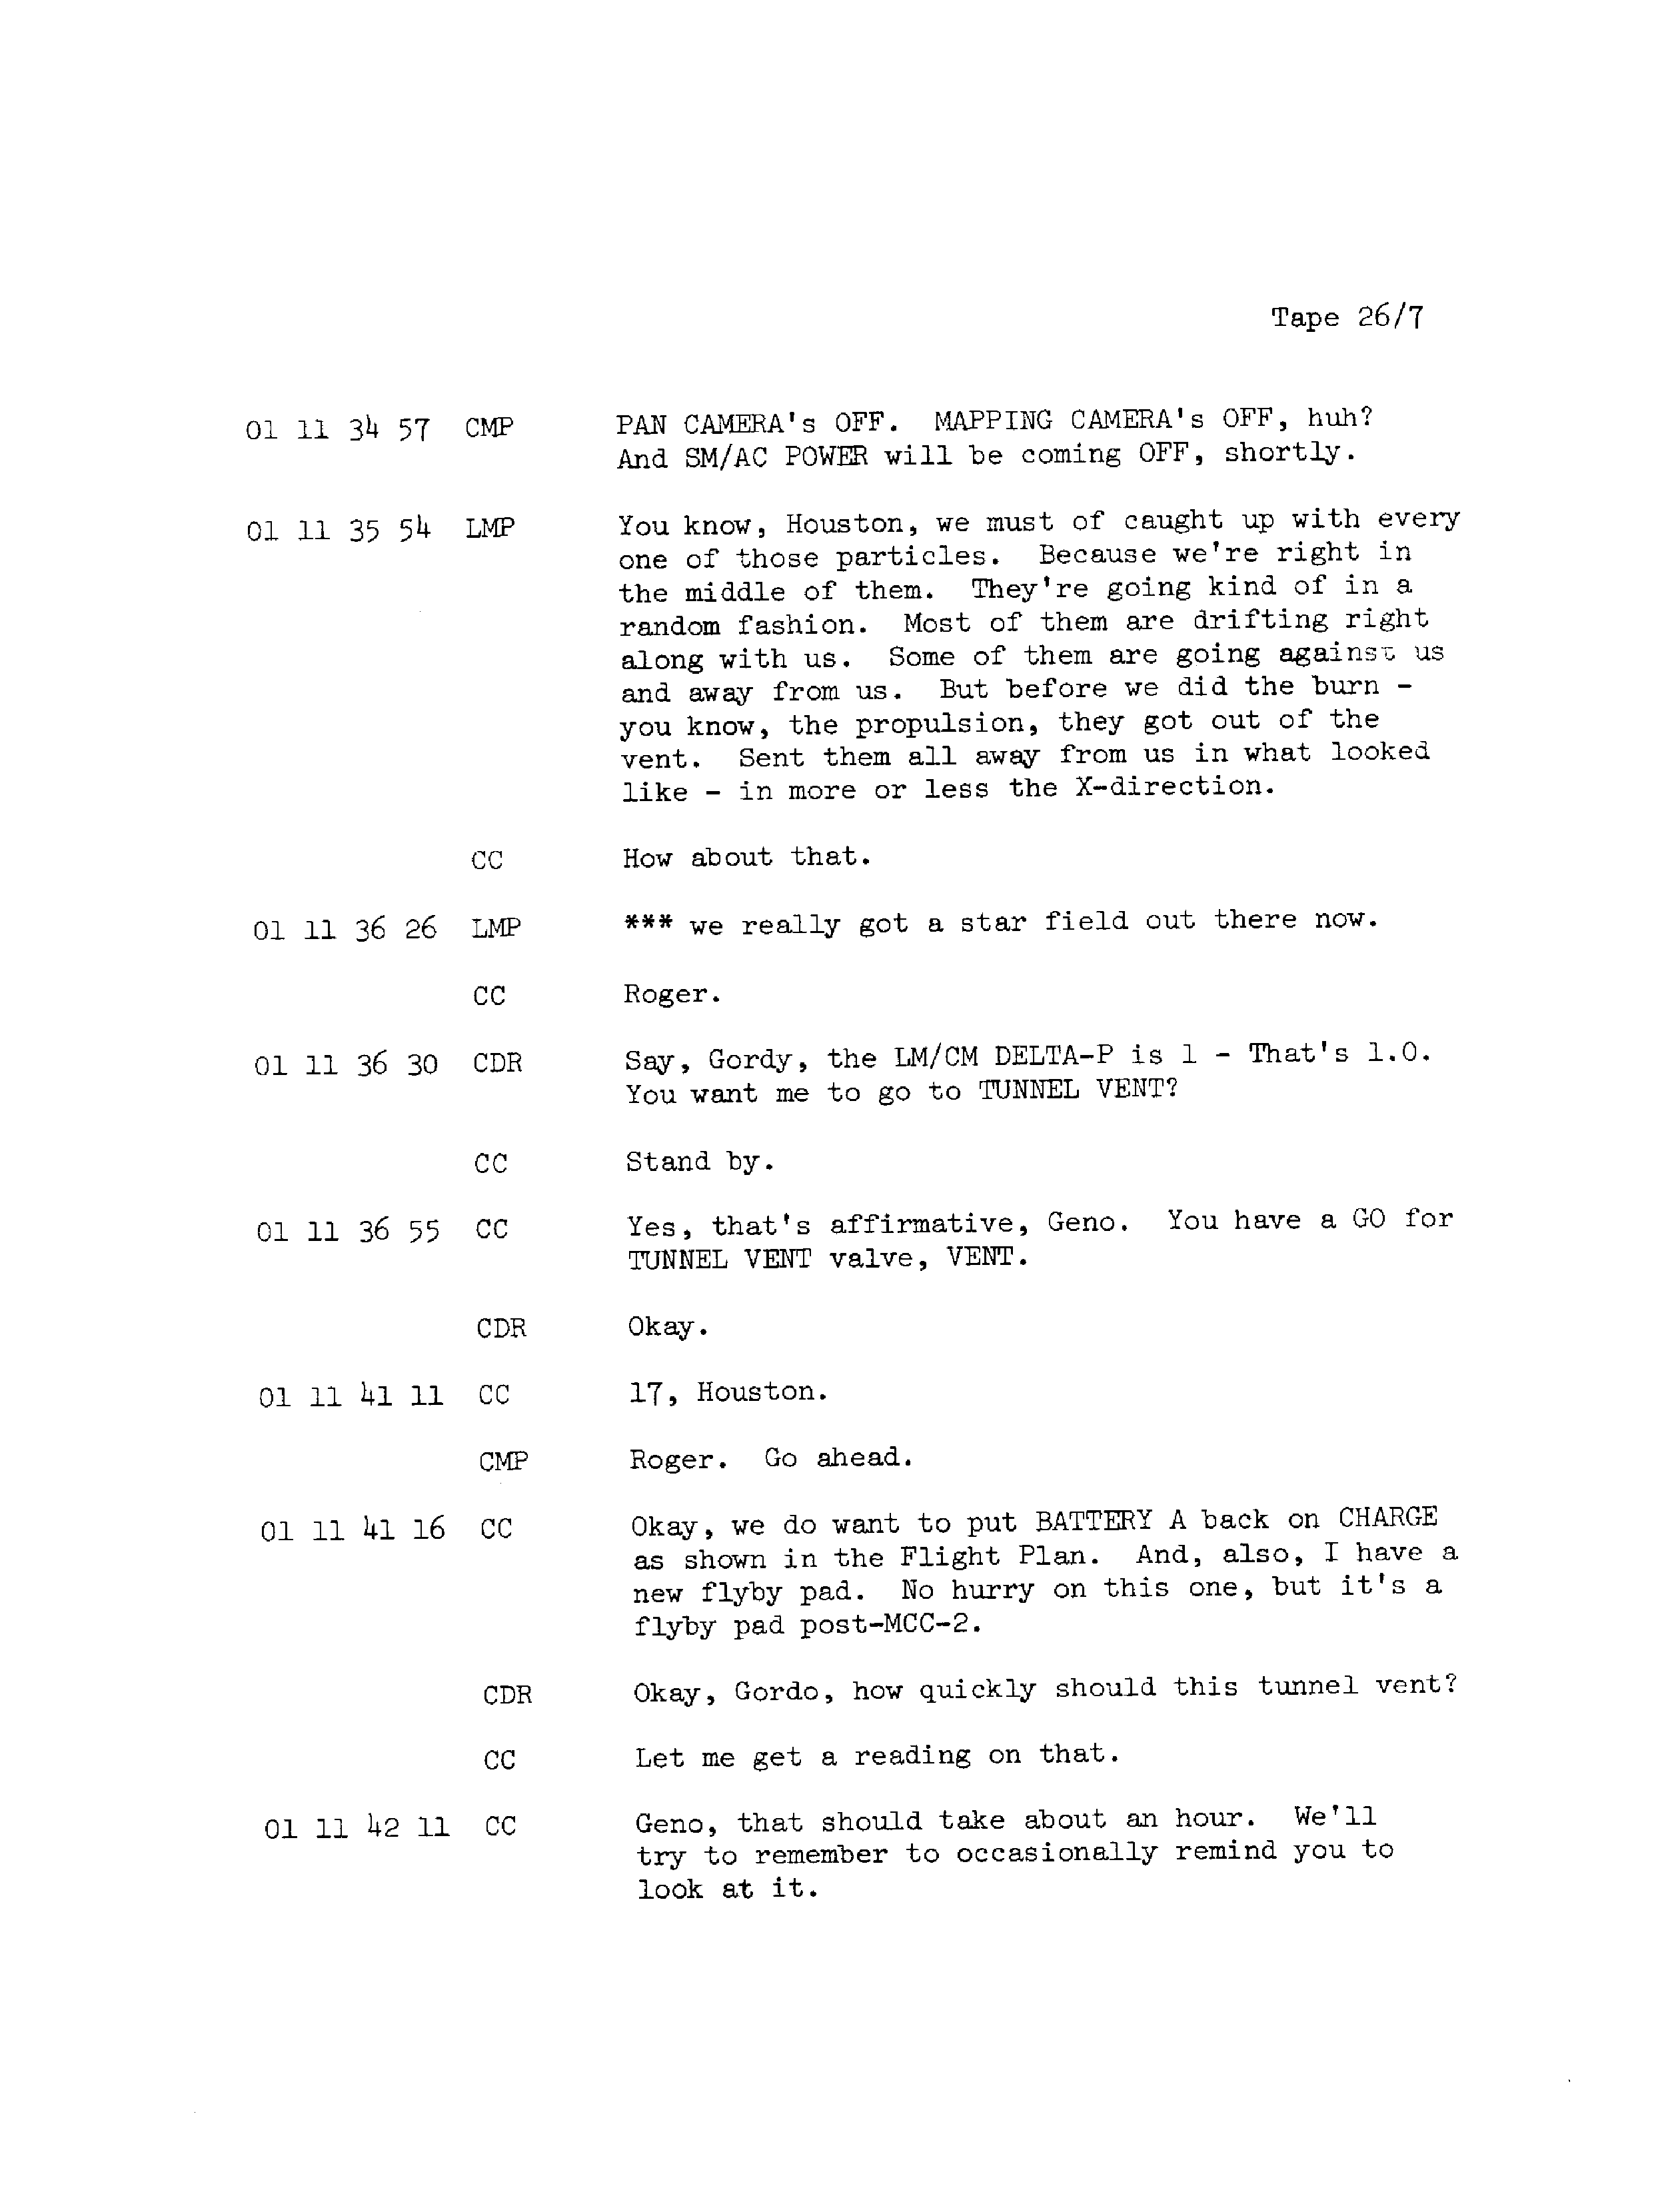 Tape 26/7
01 11 34 57 CMP PAN CAMERA's OFF. MAPPING CAMERA's OFF, huh?
And SM/AC POWER will be coming OFF, shortly.
01 11 35 54 LMP You know, Houston, we must of caught up with every
one of those particles. Because we're right in
the middle of them. They're going kind of in a
random fashion. Most of them are drifting right
along with us. Some of them are going against us
and away from us. But before we did the burn -
you know, the propulsion, they got out of the
vent. Sent them all away from us in what looked
like - in more or less the X-direction.
CC How about that.
01 11 36 26 LMP *** we really got a star field out there now.
CC Roger.
01 11 36 30 CDR Say, Gordy, the LM/CM DELTA-P is 1 - That's 1.0.
You want me to go to TUNNEL VENT?
CC Stand by.
01 11 36 55 CC Yes, that's affirmative, Geno. You have a GO for
TUNNEL VENT valve, VENT.
CDR Okay.
01 11 41 11 CC 17, Houston.
CMP Roger. Go ahead.
01 11 41 16 CC Okay, we do want to put BATTERY A back on CHARGE
as shown in the Flight Plan. And, also, I have a
new flyby pad. No hurry on this one, but it's a
flyby pad post-MCC-2.
CDR Okay, Gordo, how quickly should this tunnel vent?
CC Let me get a reading on that.
01 11 42 11 CC Geno, that should take about an hour. We'll
try to remember to occasionally remind you to
look at it.